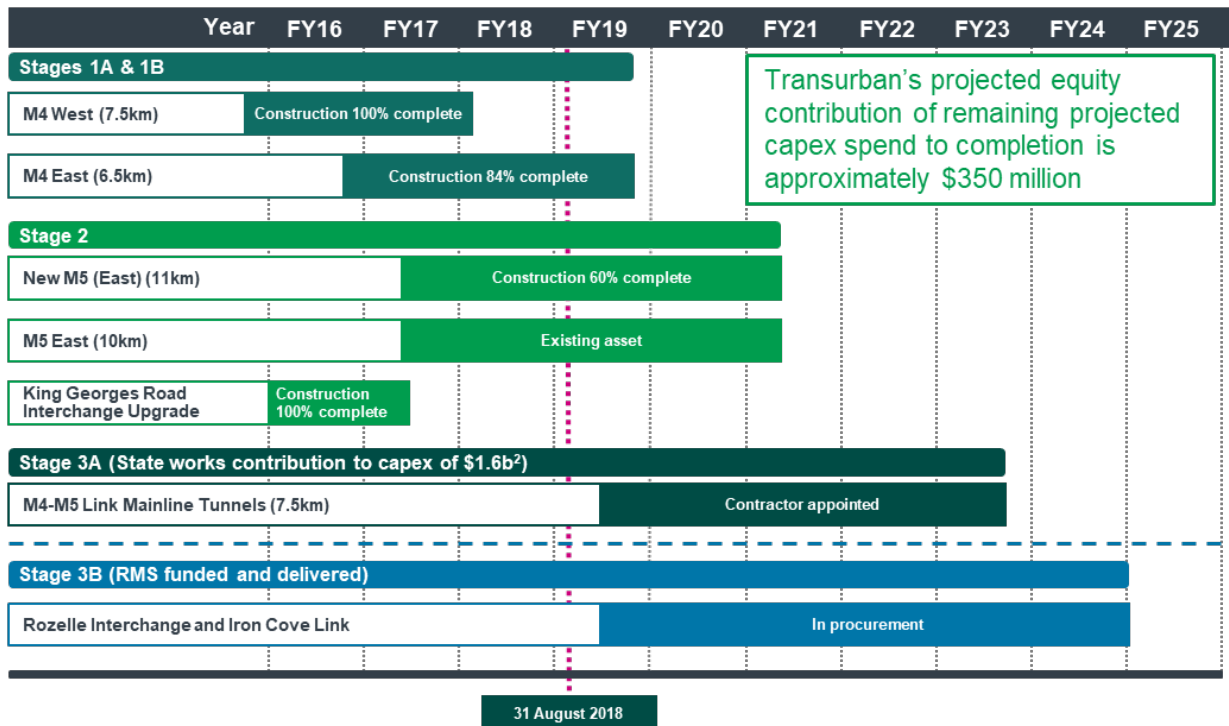 Year FY16 FY17 FY18 FY19 FY20 FY21 FY22 FY23 FY24 FY25
Stages 1A & 1B
Transurban’s projected equity
contribution of remaining projected
capex spend to completion is
approximately $350 million
M4 West (7.5km) Construction 100% complete
M4 East (6.5km) Construction 84% complete
Stage 2
New M5 (East) (11km) Construction 60% complete
M5 East (10km) Existing asset
King Georges Road
Interchange Upgrade
Construction
100% complete
Stage 3A (State works contribution to capex of $1.6b²)
M4-M5 Link Mainline Tunnels (7.5km) Contractor appointed
Stage 3B (RMS funded and delivered)
Rozelle Interchange and Iron Cove Link In procurement
31 August 2018